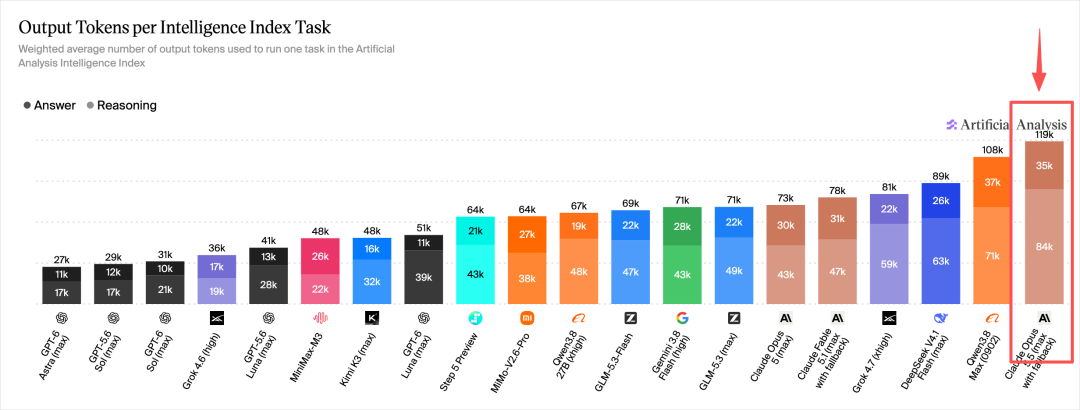 Output Tokens per Intelligence Index Task
Weighted average number of output tokens used to run one task in the Artificial
Analysis Intelligence Index
Answer
Reasoning
Artificial Analysis
27k
11k
17k
29k
12k
17k
31k
10k
21k
36k
17k
19k
41k
13k
28k
48k
26k
22k
48k
16k
32k
51k
11k
39k
64k
21k
43k
64k
27k
38k
67k
19k
48k
69k
22k
47k
71k
28k
43k
71k
22k
49k
73k
30k
43k
78k
31k
47k
81k
22k
59k
89k
26k
63k
108k
37k
71k
119k
35k
84k
GPT-6
Astra (max)
GPT-5.6
Sol (max)
GPT-6
Sol (max)
Grok 4.6 (high)
GPT-5.6
Luna (max)
MiniMax-M3
Kimi K3 (max)
GPT-6
Luna (max)
Step 5 Preview
MiMo-V2.6-Pro
Qwen3.8
27B (xhigh)
GLM-5.3-Flash
Gemini 3.8
Flash (high)
GLM-5.3 (max)
Claude Opus
5 (max)
Claude Fable
5.1 (max
with fallback)
Grok 4.7 (xhigh)
DeepSeek V4.1
Flash (max)
Qwen3.8
Max (0902)
Claude Opus
5.5 (max
with fallback)